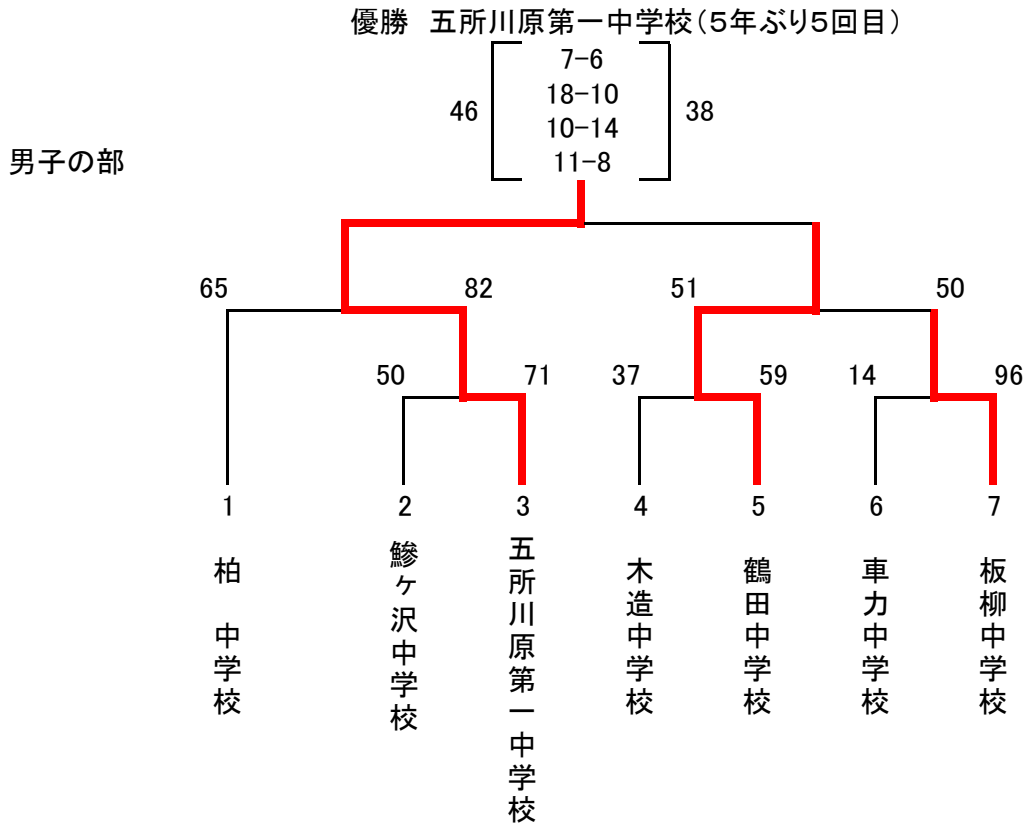 優勝　五所川原第一中学校（５年ぶり５回目）
7-6
46 18-10 38
10-14
男子の部 11-8
65 82 51 50
50 71 37 59 14 96
1 2 3 4 5 6 7
柏　中学校
鰺ヶ沢中学校
五所川原第一中学校
木造中学校
鶴田中学校
車力中学校
板柳中学校